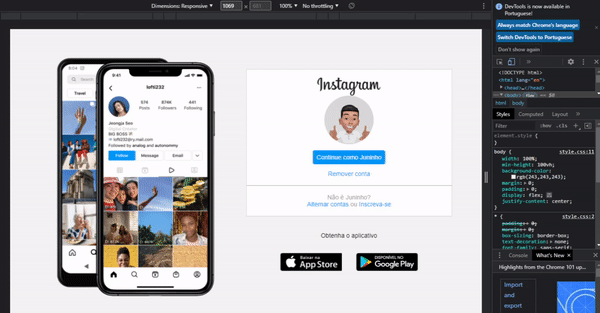 Dimensions: Responsive ▾
1069
×
100% ▾
No throttling ▾
DevTools is now available in
Portuguese!
Always match Chrome's language
Switch DevTools to Portuguese
Don't show again
<!DOCTYPE html>
<html lang="en">
<head>…</head>
<body> flex == $0
html body
Styles Computed
Filter
:hov .cls
element.style {
}
body { style.css:11
width: 100%;
min-height: 100vh;
background-color:
rgb(243,243,243);
margin: 0;
padding: 0;
display: flex;
justify-content: center;
}
* { style.css:2
padding: 0;
margin: 0;
box-sizing: border-box;
text-decoration: none;
font-family: sans-serif
Console What's New
Highlights from the Chrome 101 up...
Import
and
export
9:54
Search
Travel
9:41
lofti232
574
Posts
874K
Followers
441
Following
BIG BOSS
Followed by analog and autonommy
Follow
Message
Email
Instagram
Continue como Juninho
Remover conta
Não é Juninho?
Alternar contas ou Inscreva-se
Obtenha o aplicativo
Baixar na
App Store
DISPONÍVEL NO
Google Play